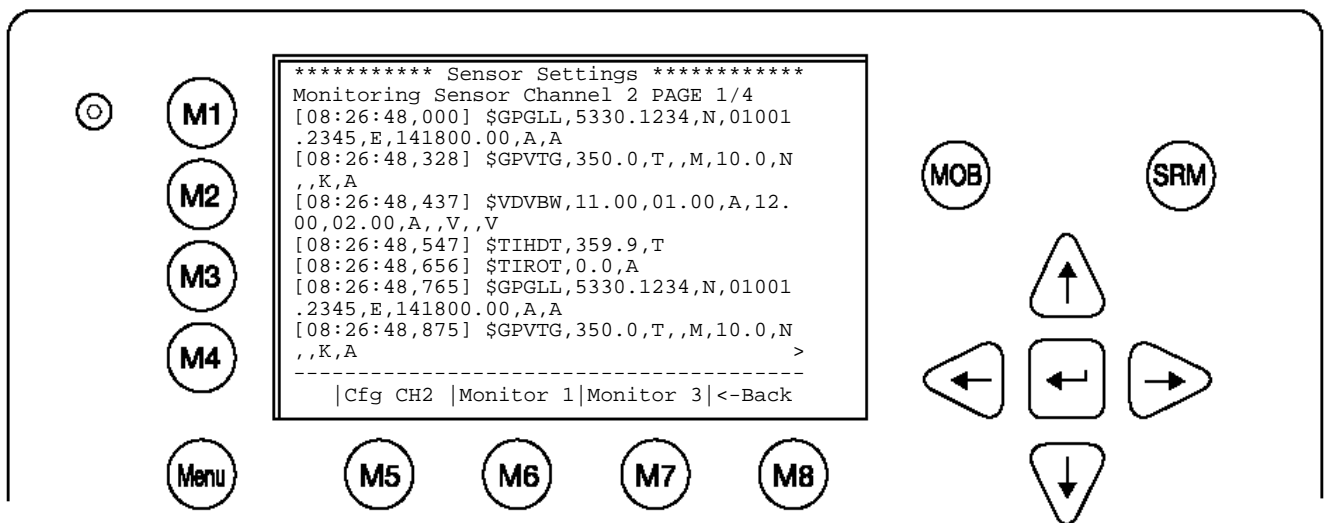 *********** Sensor Settings ************
Monitoring Sensor Channel 2 PAGE 1/4
[08:26:48,000] $GPGLL,5330.1234,N,01001
.2345,E,141800.00,A,A
[08:26:48,328] $GPVTG,350.0,T,,M,10.0,N
,,K,A
[08:26:48,437] $VDVBW,11.00,01.00,A,12.
00,02.00,A,,V,,V
[08:26:48,547] $TIHDT,359.9,T
[08:26:48,656] $TIROT,0.0,A
[08:26:48,765] $GPGLL,5330.1234,N,01001
.2345,E,141800.00,A,A
[08:26:48,875] $GPVTG,350.0,T,,M,10.0,N
,,K,A >
----------------------------------------
|Cfg CH2 |Monitor 1|Monitor 3|<-Back
M1
M2
M3
M4
Menu
M5
M6
M7
M8
MOB
SRM